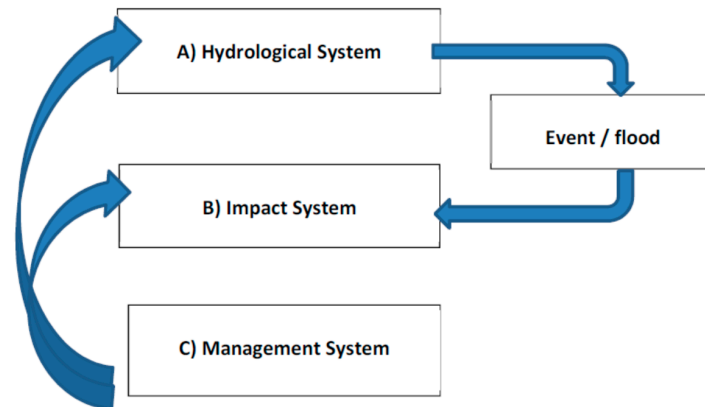 A) Hydrological System
Event / flood
B) Impact System
C) Management System